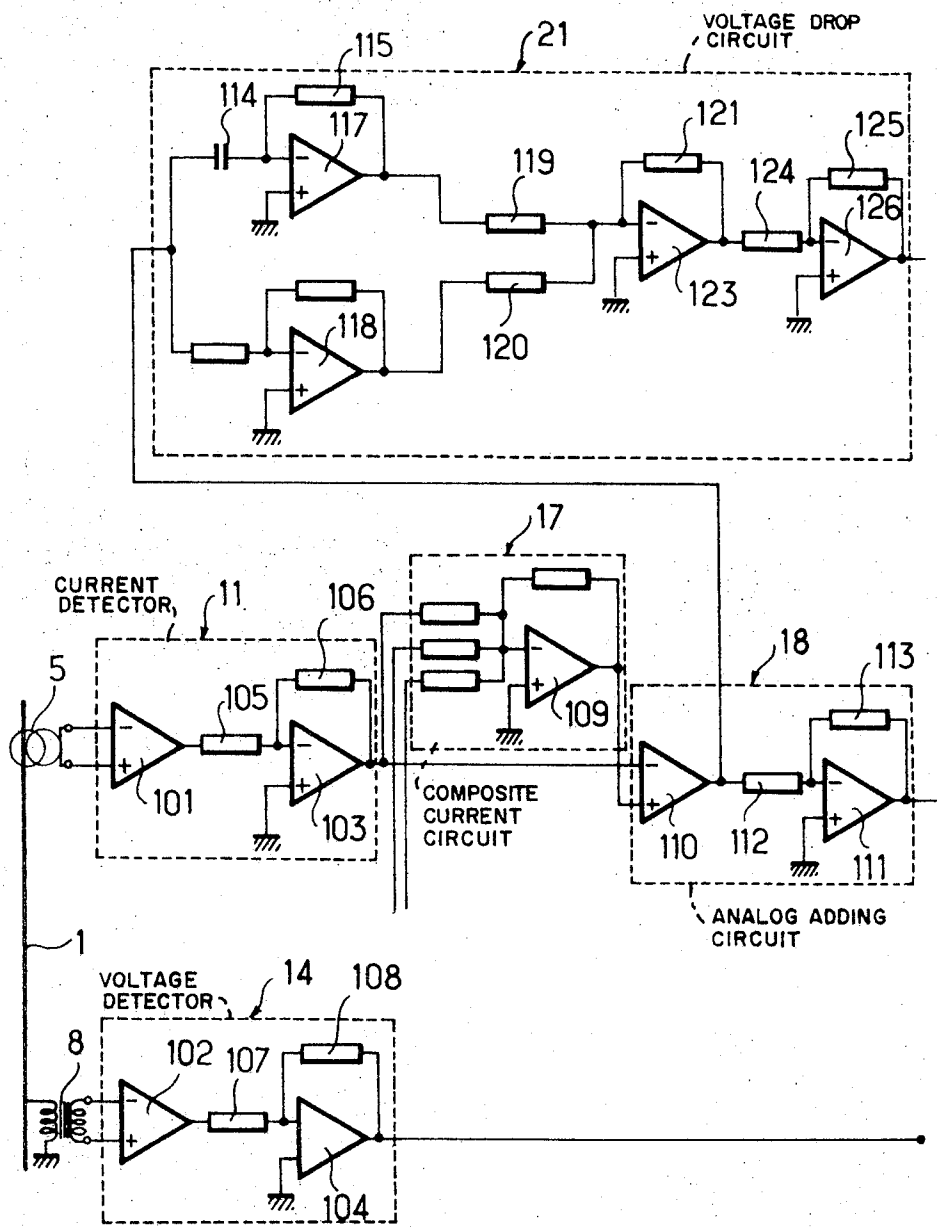 VOLTAGE DROP
CIRCUIT
21
115
114
117
119
121
124
125
126
123
118
120
17
CURRENT
DETECTOR
11
106
5
105
109
18
113
101
103
COMPOSITE
CURRENT
CIRCUIT
110
112
111
ANALOG ADDING
CIRCUIT
1
VOLTAGE
DETECTOR
14
108
8
102
107
104